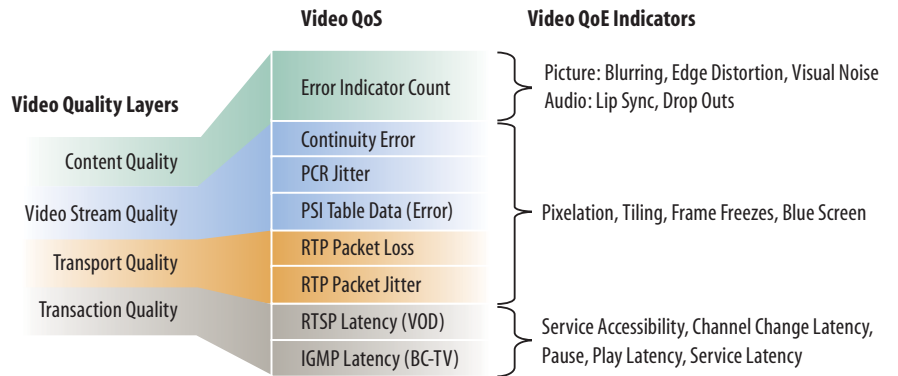 Video QoS
Video QoE Indicators
Video Quality Layers
Content Quality
Video Stream Quality
Transport Quality
Transaction Quality
Error Indicator Count
Continuity Error
PCR Jitter
PSI Table Data (Error)
RTP Packet Loss
RTP Packet Jitter
RTSP Latency (VOD)
IGMP Latency (BC-TV)
Picture: Blurring, Edge Distortion, Visual Noise
Audio: Lip Sync, Drop Outs
Pixelation, Tiling, Frame Freezes, Blue Screen
Service Accessibility, Channel Change Latency,
Pause, Play Latency, Service Latency